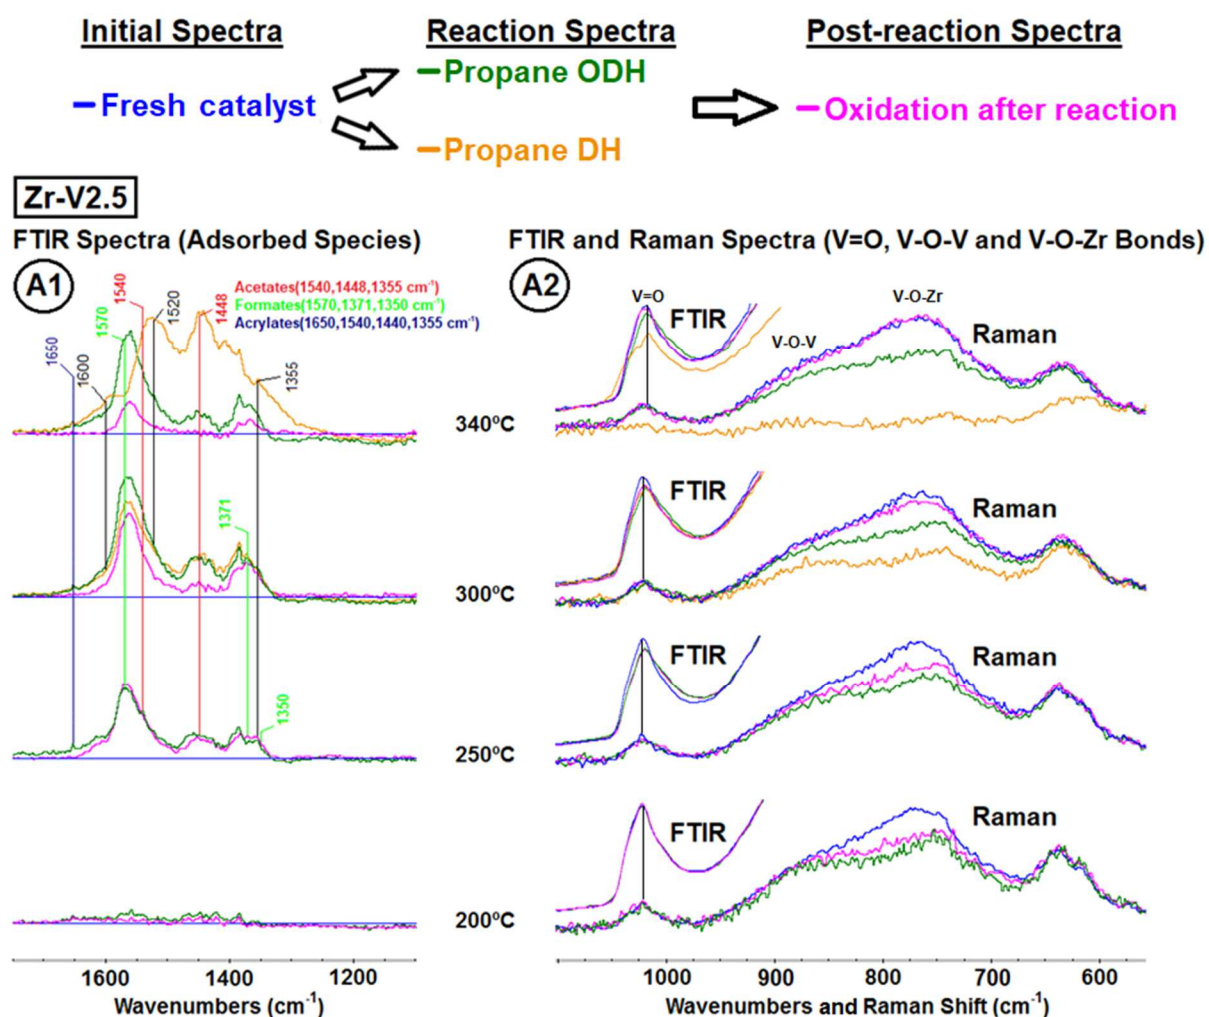 Initial Spectra
Reaction Spectra
Post-reaction Spectra
Fresh catalyst
Propane ODH
Propane DH
Oxidation after reaction
Zr-V2.5
FTIR Spectra (Adsorbed Species)
FTIR and Raman Spectra (V=O, V-O-V and V-O-Zr Bonds)
A1
Acetates(1540,1448,1355 cm⁻¹)
Formates(1570,1371,1350 cm⁻¹)
Acrylates(1650,1540,1440,1355 cm⁻¹)
1650
1600
1570
1540
1520
1448
1355
A2
V=O
FTIR
V-O-V
V-O-Zr
Raman
340ºC
1371
FTIR
Raman
300ºC
1350
FTIR
Raman
250ºC
FTIR
Raman
200ºC
1600 1400 1200
1000 900 800 700 600
Wavenumbers (cm⁻¹)
Wavenumbers and Raman Shift (cm⁻¹)